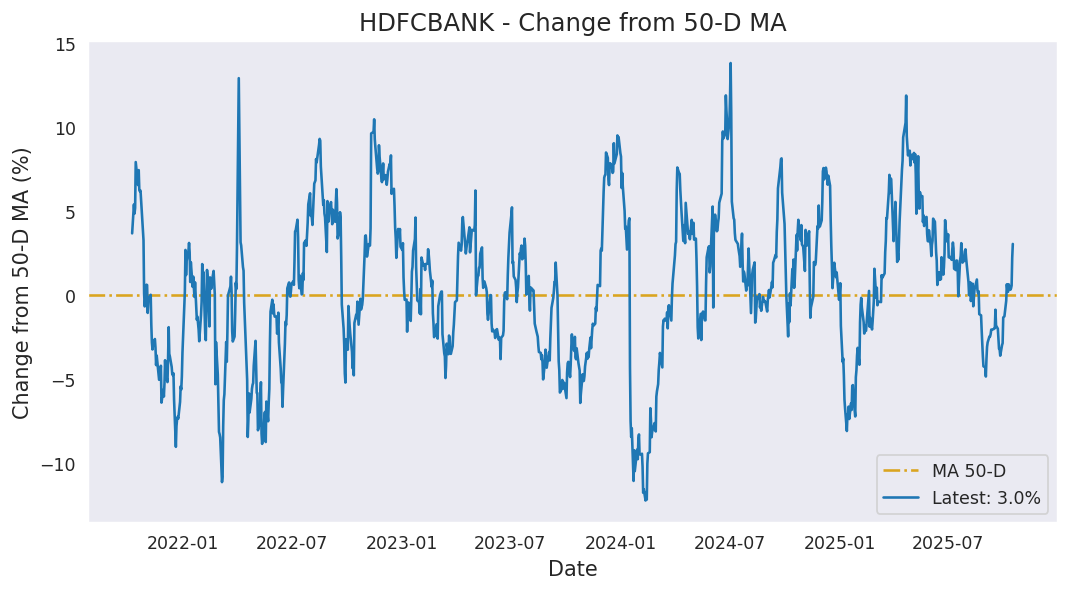 HDFCBANK - Change from 50-D MA
Change from 50-D MA (%)
15
10
5
0
−5
−10
2022-01 2022-07 2023-01 2023-07 2024-01 2024-07 2025-01 2025-07
Date
MA 50-D
Latest: 3.0%